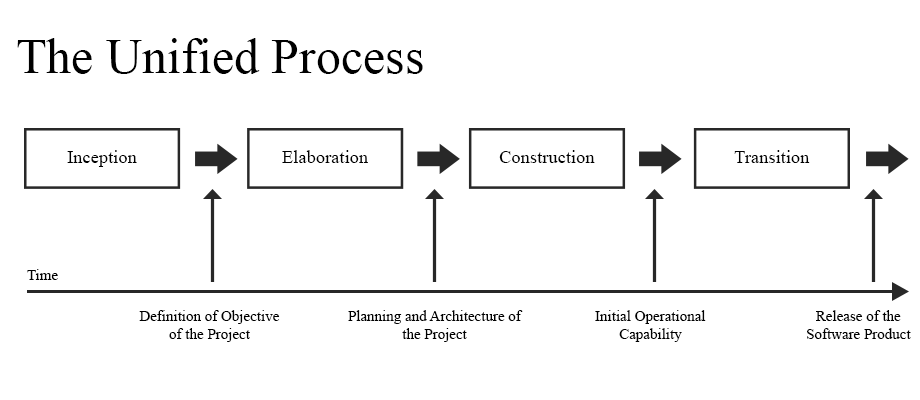 The Unified Process
Inception
Elaboration
Construction
Transition
Time
Definition of Objective
of the Project
Planning and Architecture of
the Project
Initial Operational
Capability
Release of the
Software Product